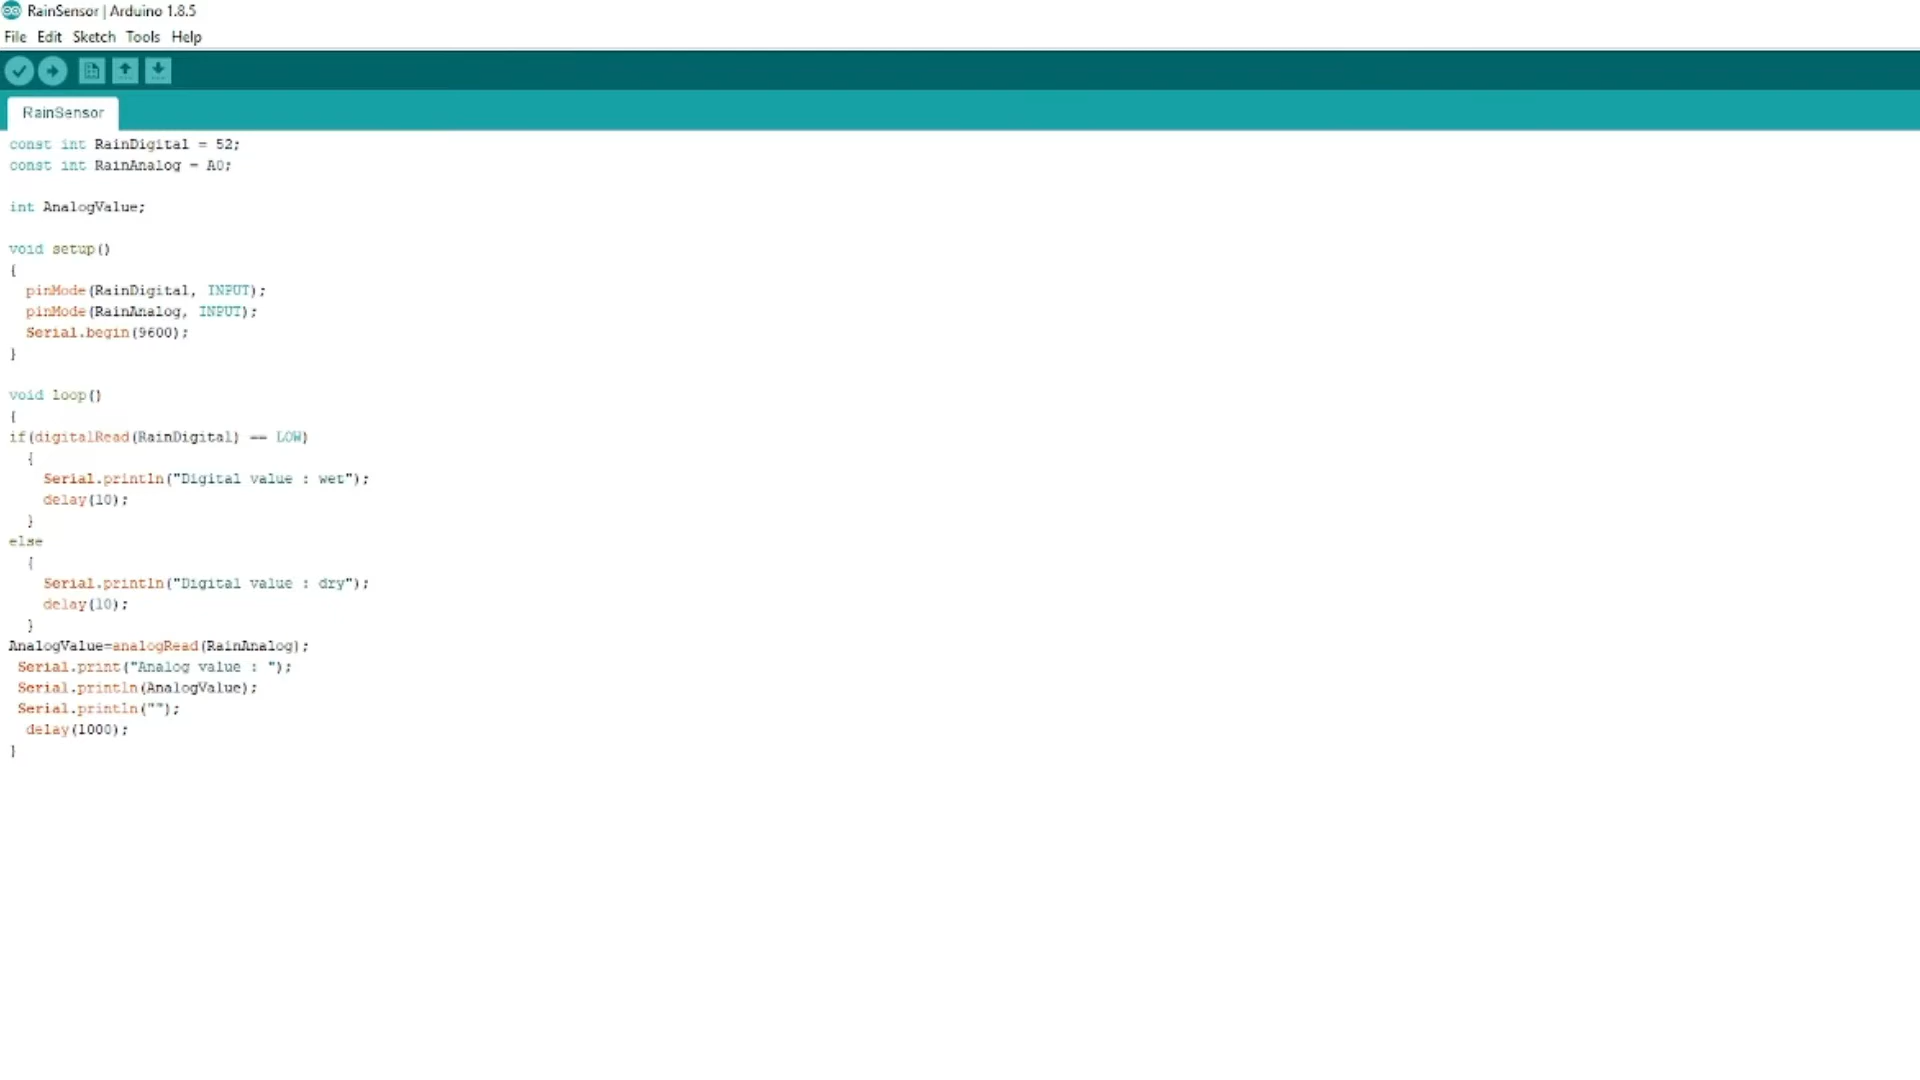 RainSensor | Arduino 1.8.5
File Edit Sketch Tools Help
RainSensor
const int RainDigital = 52;
const int RainAnalog = A0;
int AnalogValue;
void setup()
{
pinMode(RainDigital, INPUT);
pinMode(RainAnalog, INPUT);
Serial.begin(9600);
}
void loop()
{
if(digitalRead(RainDigital) == LOW)
{
Serial.println("Digital value : wet");
delay(10);
}
else
{
Serial.println("Digital value : dry");
delay(10);
}
AnalogValue=analogRead(RainAnalog);
Serial.print("Analog value : ");
Serial.println(AnalogValue);
Serial.println("");
delay(1000);
}